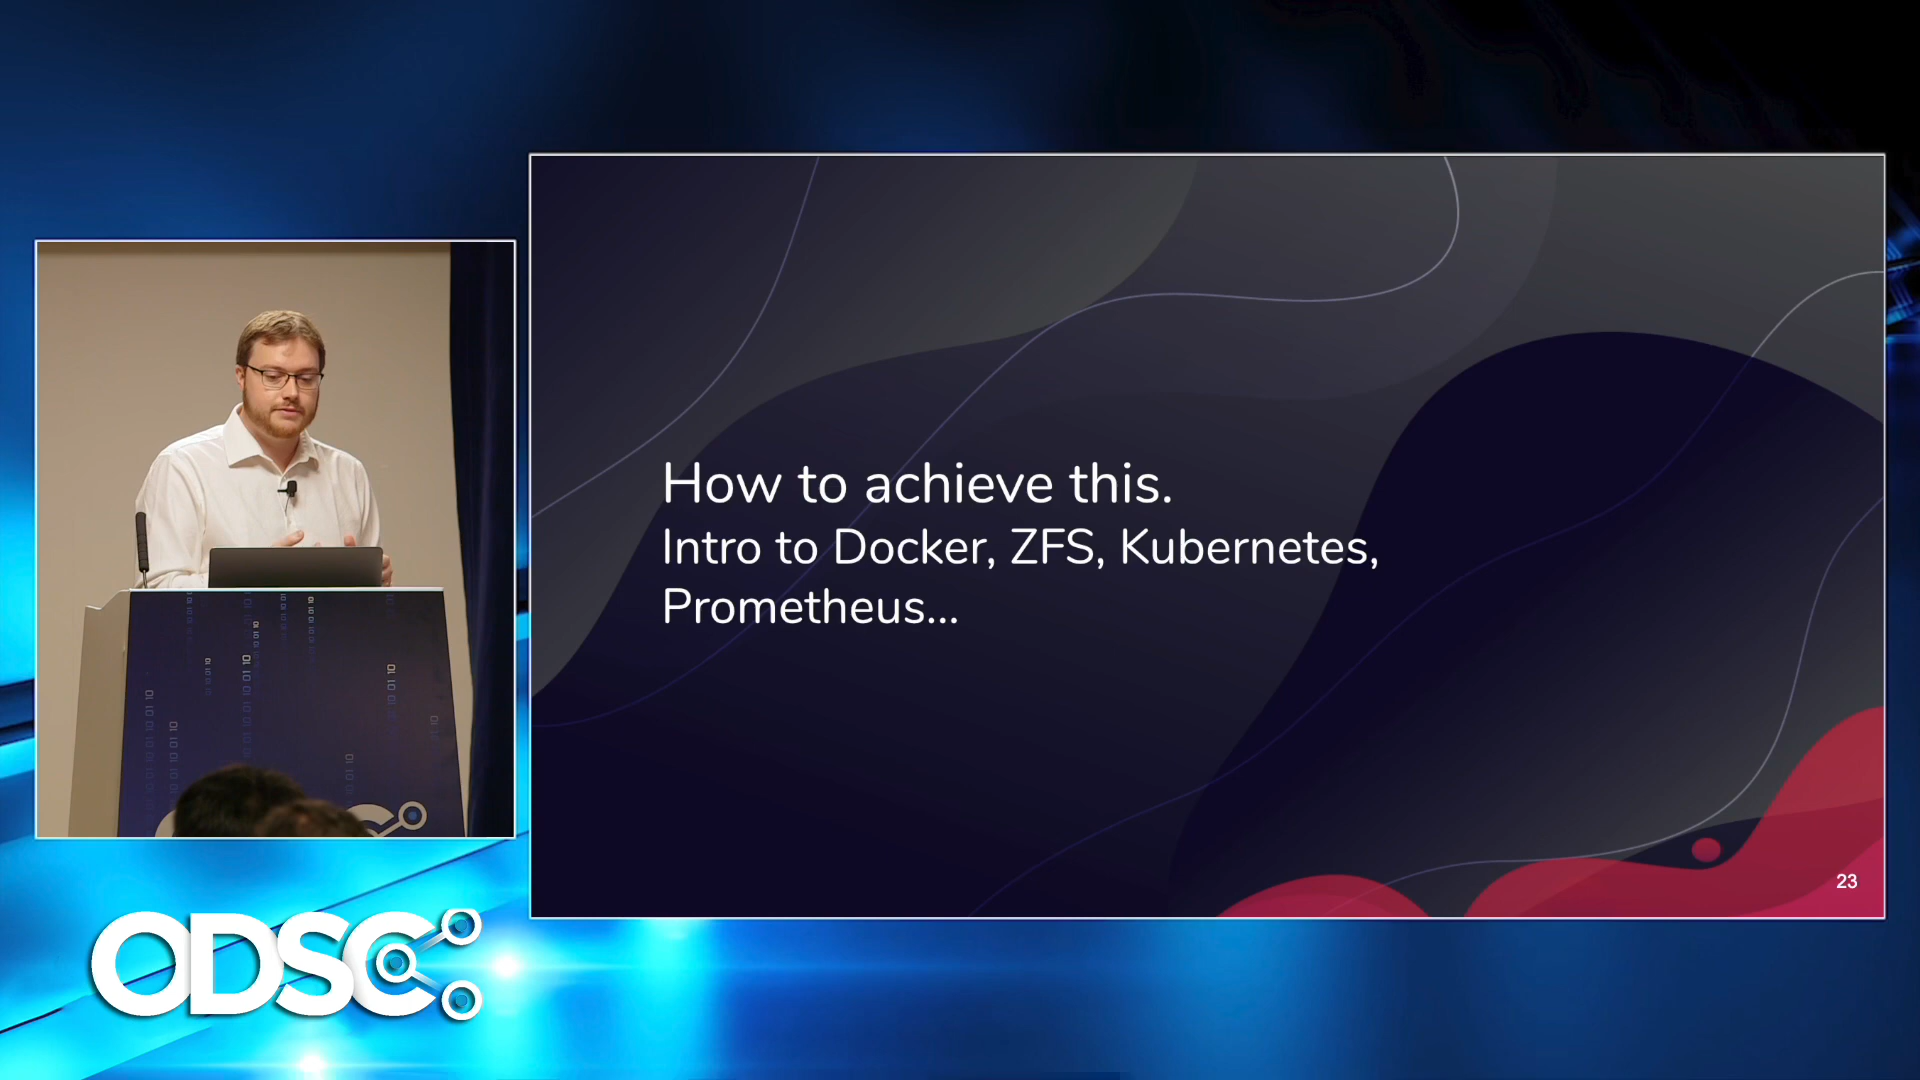 How to achieve this.
Intro to Docker, ZFS, Kubernetes,
Prometheus...
23
ODSC